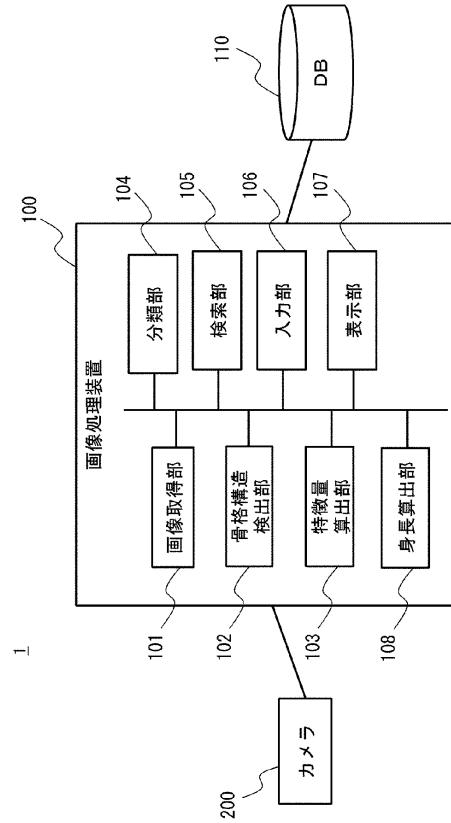 1
100
画像処理装置
画像取得部
101
骨格構造
検出部
102
特徴量
算出部
103
身長算出部
108
分類部
104
検索部
105
入力部
106
表示部
107
カメラ
200
DB
110